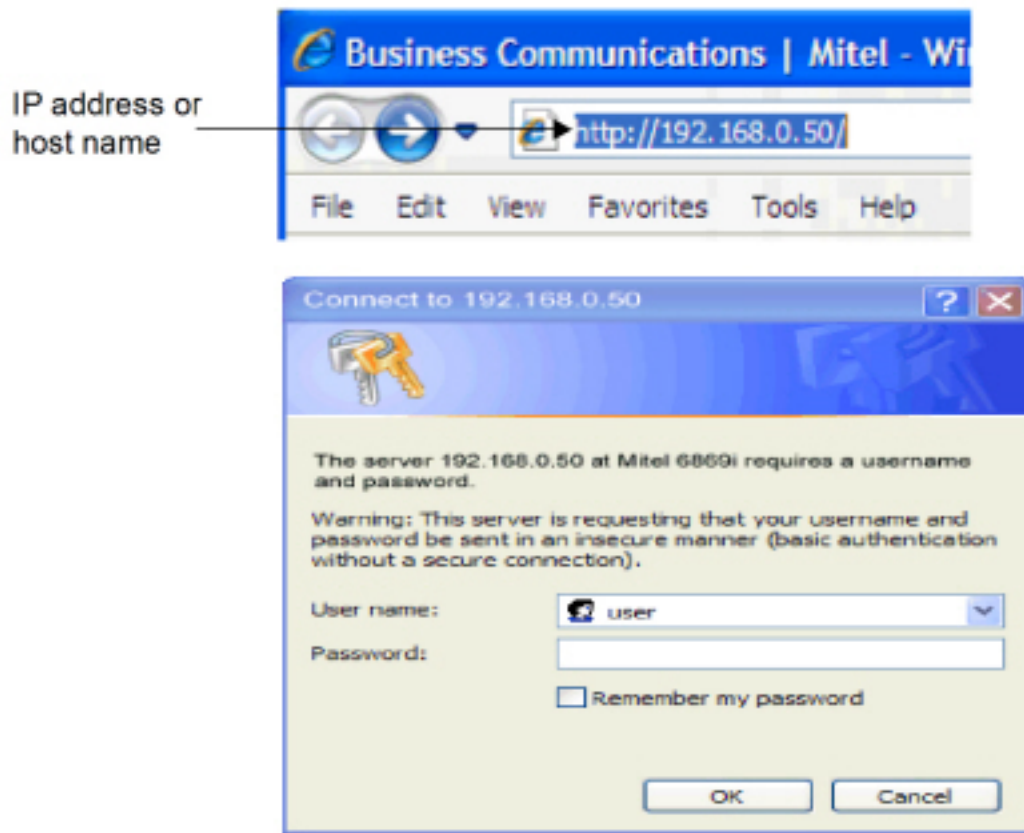 Business Communications | Mitel - Wi
IP address or
host name
http://192.168.0.50/
File Edit View Favorites Tools Help
Connect to 192.168.0.50
The server 192.168.0.50 at Mitel 6869i requires a username
and password.
Warning: This server is requesting that your username and
password be sent in an insecure manner (basic authentication
without a secure connection).
User name: user
Password:
Remember my password
OK Cancel